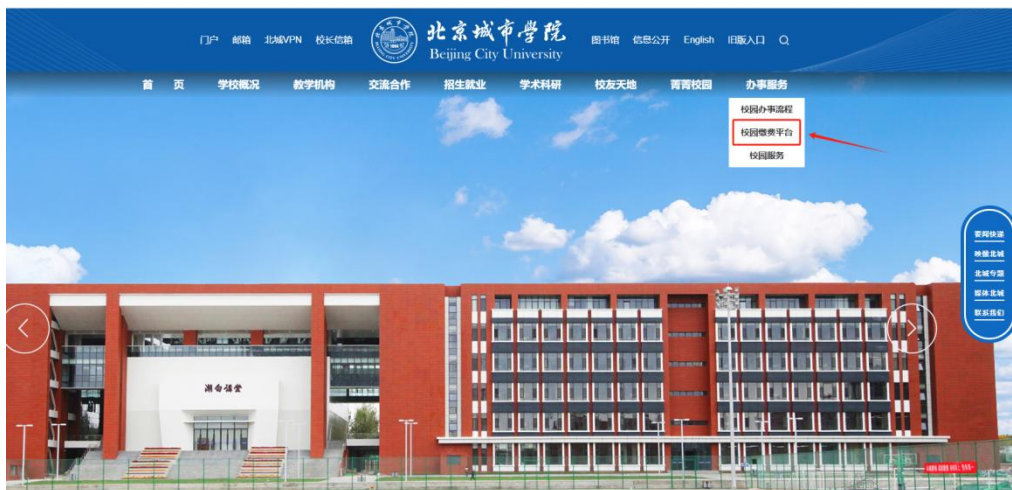 门户 邮箱 北城VPN 校长信箱
北京城市學院
Beijing City University
图书馆 信息公开 English 旧版入口
首 页 学校概况 教学机构 交流合作 招生就业 学术科研 校友天地 菁菁校园 办事服务
校园办事流程
校园缴费平台
校园服务
要闻快递
映像北城
北城专题
媒体北城
联系我们
潮白讲堂